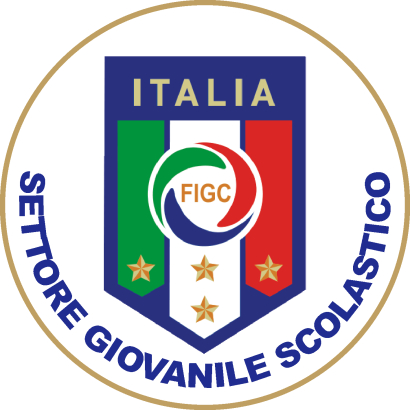 ITALIA
FIGC
SETTORE GIOVANILE SCOLASTICO